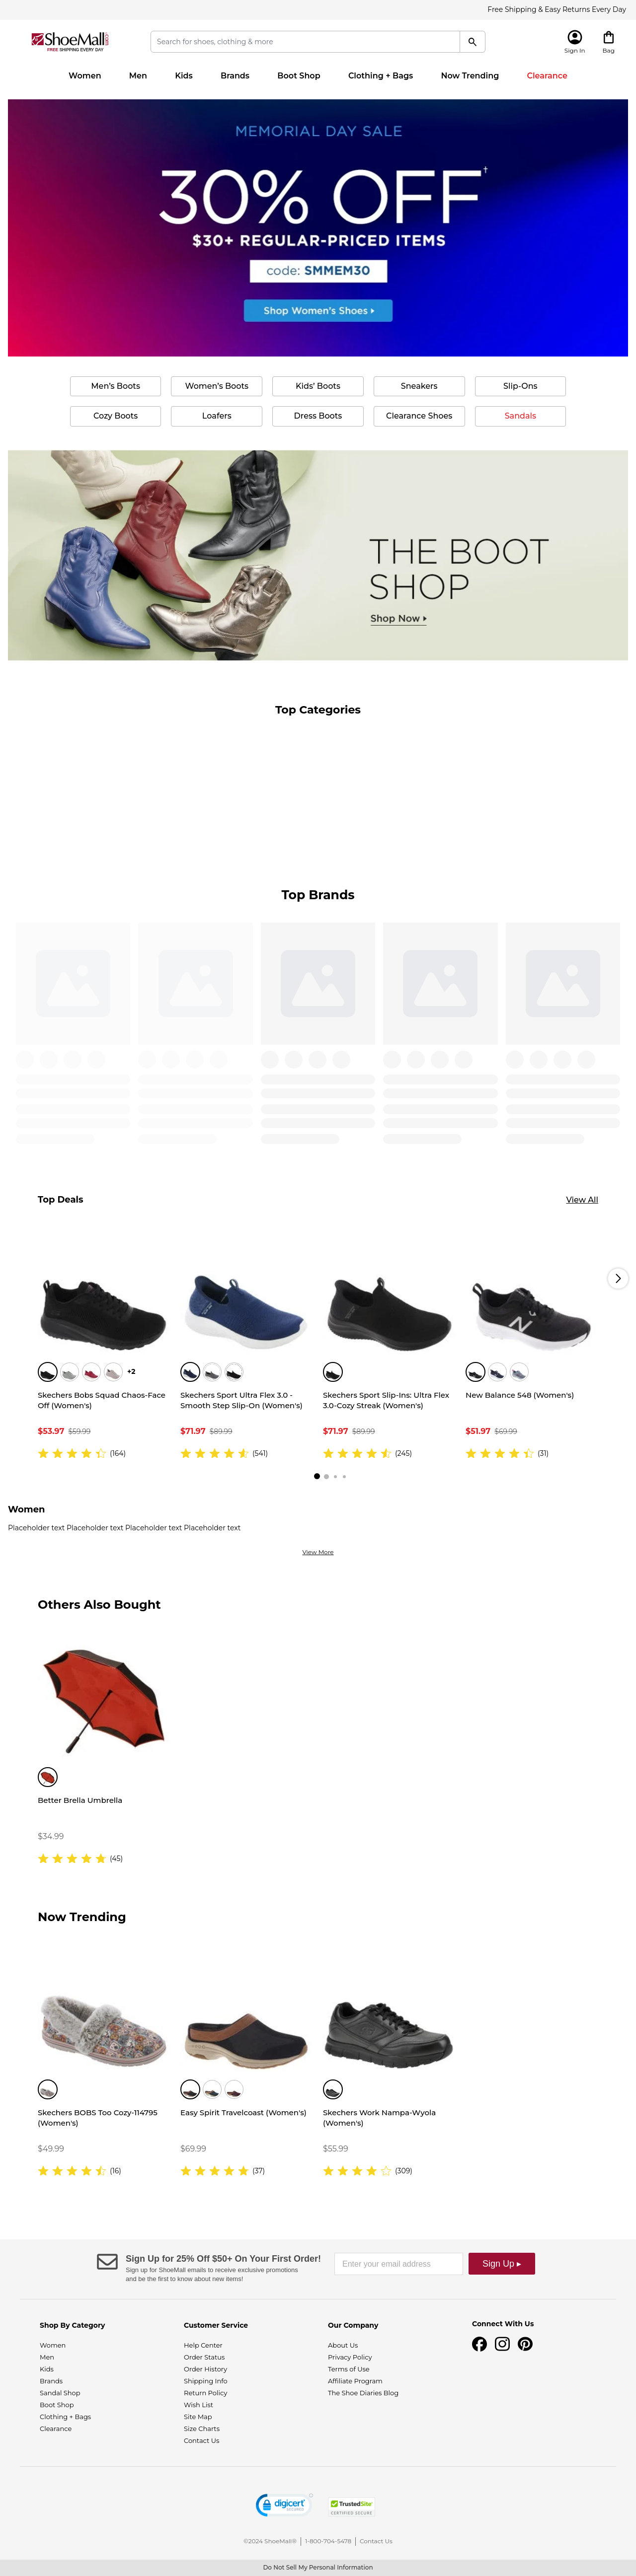 Free Shipping & Easy Returns Every Day
ShoeMall.com
FREE SHIPPING EVERY DAY
Search for shoes, clothing & more
Sign In
Bag
Women
Men
Kids
Brands
Boot Shop
Clothing + Bags
Now Trending
Clearance
MEMORIAL DAY SALE
30% OFF†
$30+ REGULAR-PRICED ITEMS
code: SMMEM30
Shop Women's Shoes
Men's Boots
Women's Boots
Kids' Boots
Sneakers
Slip-Ons
Cozy Boots
Loafers
Dress Boots
Clearance Shoes
Sandals
THE BOOT
SHOP
Shop Now
Top Categories
Top Brands
Top Deals
View All
+2
Skechers Bobs Squad Chaos-Face
Off (Women's)
$53.97 $59.99
(164)
Skechers Sport Ultra Flex 3.0 -
Smooth Step Slip-On (Women's)
$71.97 $89.99
(541)
Skechers Sport Slip-Ins: Ultra Flex
3.0-Cozy Streak (Women's)
$71.97 $89.99
(245)
New Balance 548 (Women's)
$51.97 $69.99
(31)
Women
Placeholder text Placeholder text Placeholder text Placeholder text
View More
Others Also Bought
Better Brella Umbrella
$34.99
(45)
Now Trending
Skechers BOBS Too Cozy-114795
(Women's)
$49.99
(16)
Easy Spirit Travelcoast (Women's)
$69.99
(37)
Skechers Work Nampa-Wyola
(Women's)
$55.99
(309)
Sign Up for 25% Off $50+ On Your First Order!
Sign up for ShoeMall emails to receive exclusive promotions
and be the first to know about new items!
Enter your email address
Sign Up ▸
Shop By Category
Women
Men
Kids
Brands
Sandal Shop
Boot Shop
Clothing + Bags
Clearance
Customer Service
Help Center
Order Status
Order History
Shipping Info
Return Policy
Wish List
Site Map
Size Charts
Contact Us
Our Company
About Us
Privacy Policy
Terms of Use
Affiliate Program
The Shoe Diaries Blog
Connect With Us
digicert
SECURED
TrustedSite
CERTIFIED SECURE
©2024 ShoeMall® | 1-800-704-5478 | Contact Us
Do Not Sell My Personal Information